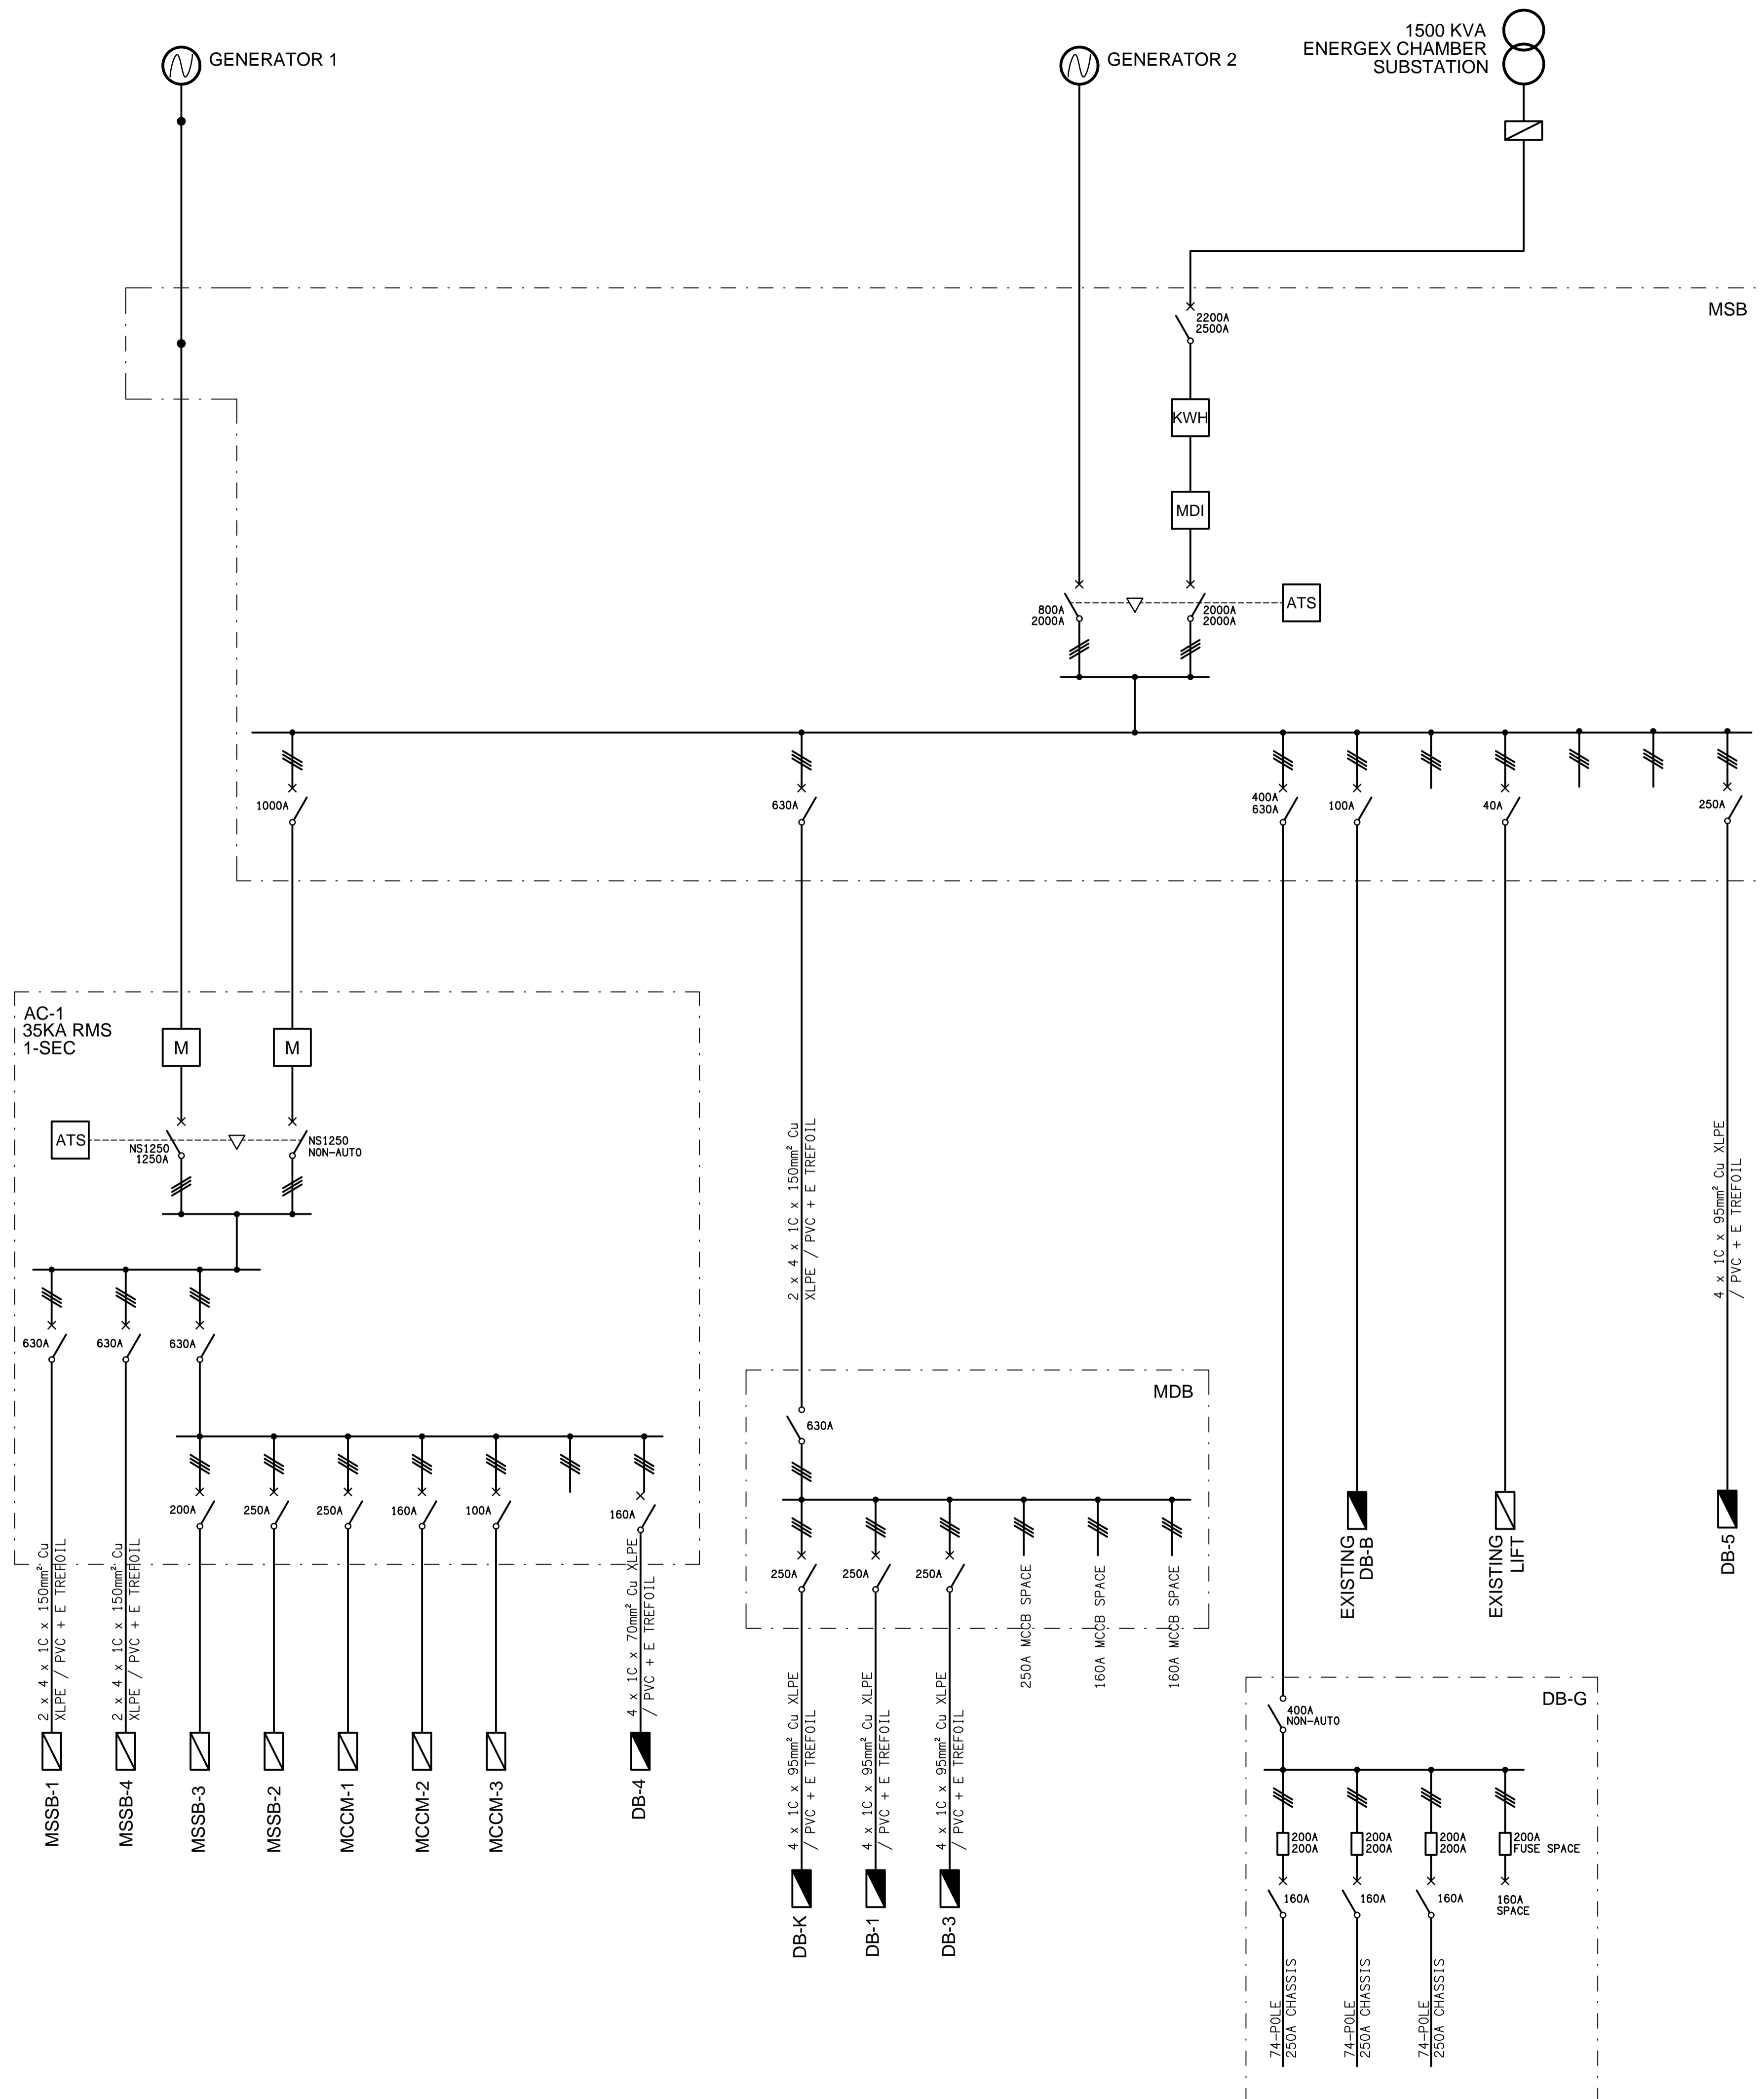 GENERATOR 1
GENERATOR 2
1500 KVA
ENERGEX CHAMBER
SUBSTATION
MSB
2200A
2500A
KWH
MDI
800A
2000A
2000A
2000A
ATS
1000A
630A
400A
630A
100A
40A
250A
AC-1
35KA RMS
1-SEC
M
M
ATS
NS1250
1250A
NS1250
NON-AUTO
2 x 4 x 1C x 150mm² Cu
XLPE / PVC + E TREFOIL
4 x 1C x 95mm² Cu XLPE
/ PVC + E TREFOIL
630A
630A
630A
MDB
630A
200A
250A
250A
160A
100A
160A
250A
250A
250A
250A MCCB SPACE
160A MCCB SPACE
160A MCCB SPACE
EXISTING
DB-B
EXISTING
LIFT
DB-5
2 x 4 x 1C x 150mm² Cu
XLPE / PVC + E TREFOIL
2 x 4 x 1C x 150mm² Cu
XLPE / PVC + E TREFOIL
4 x 1C x 70mm² Cu XLPE
/ PVC + E TREFOIL
MSSB-1
MSSB-4
MSSB-3
MSSB-2
MCCM-1
MCCM-2
MCCM-3
DB-4
4 x 1C x 95mm² Cu XLPE
/ PVC + E TREFOIL
4 x 1C x 95mm² Cu XLPE
/ PVC + E TREFOIL
4 x 1C x 95mm² Cu XLPE
/ PVC + E TREFOIL
DB-K
DB-1
DB-3
DB-G
400A
NON-AUTO
200A
200A
200A
200A
200A
200A
200A
FUSE SPACE
160A
160A
160A
160A
SPACE
74-POLE
250A CHASSIS
74-POLE
250A CHASSIS
74-POLE
250A CHASSIS